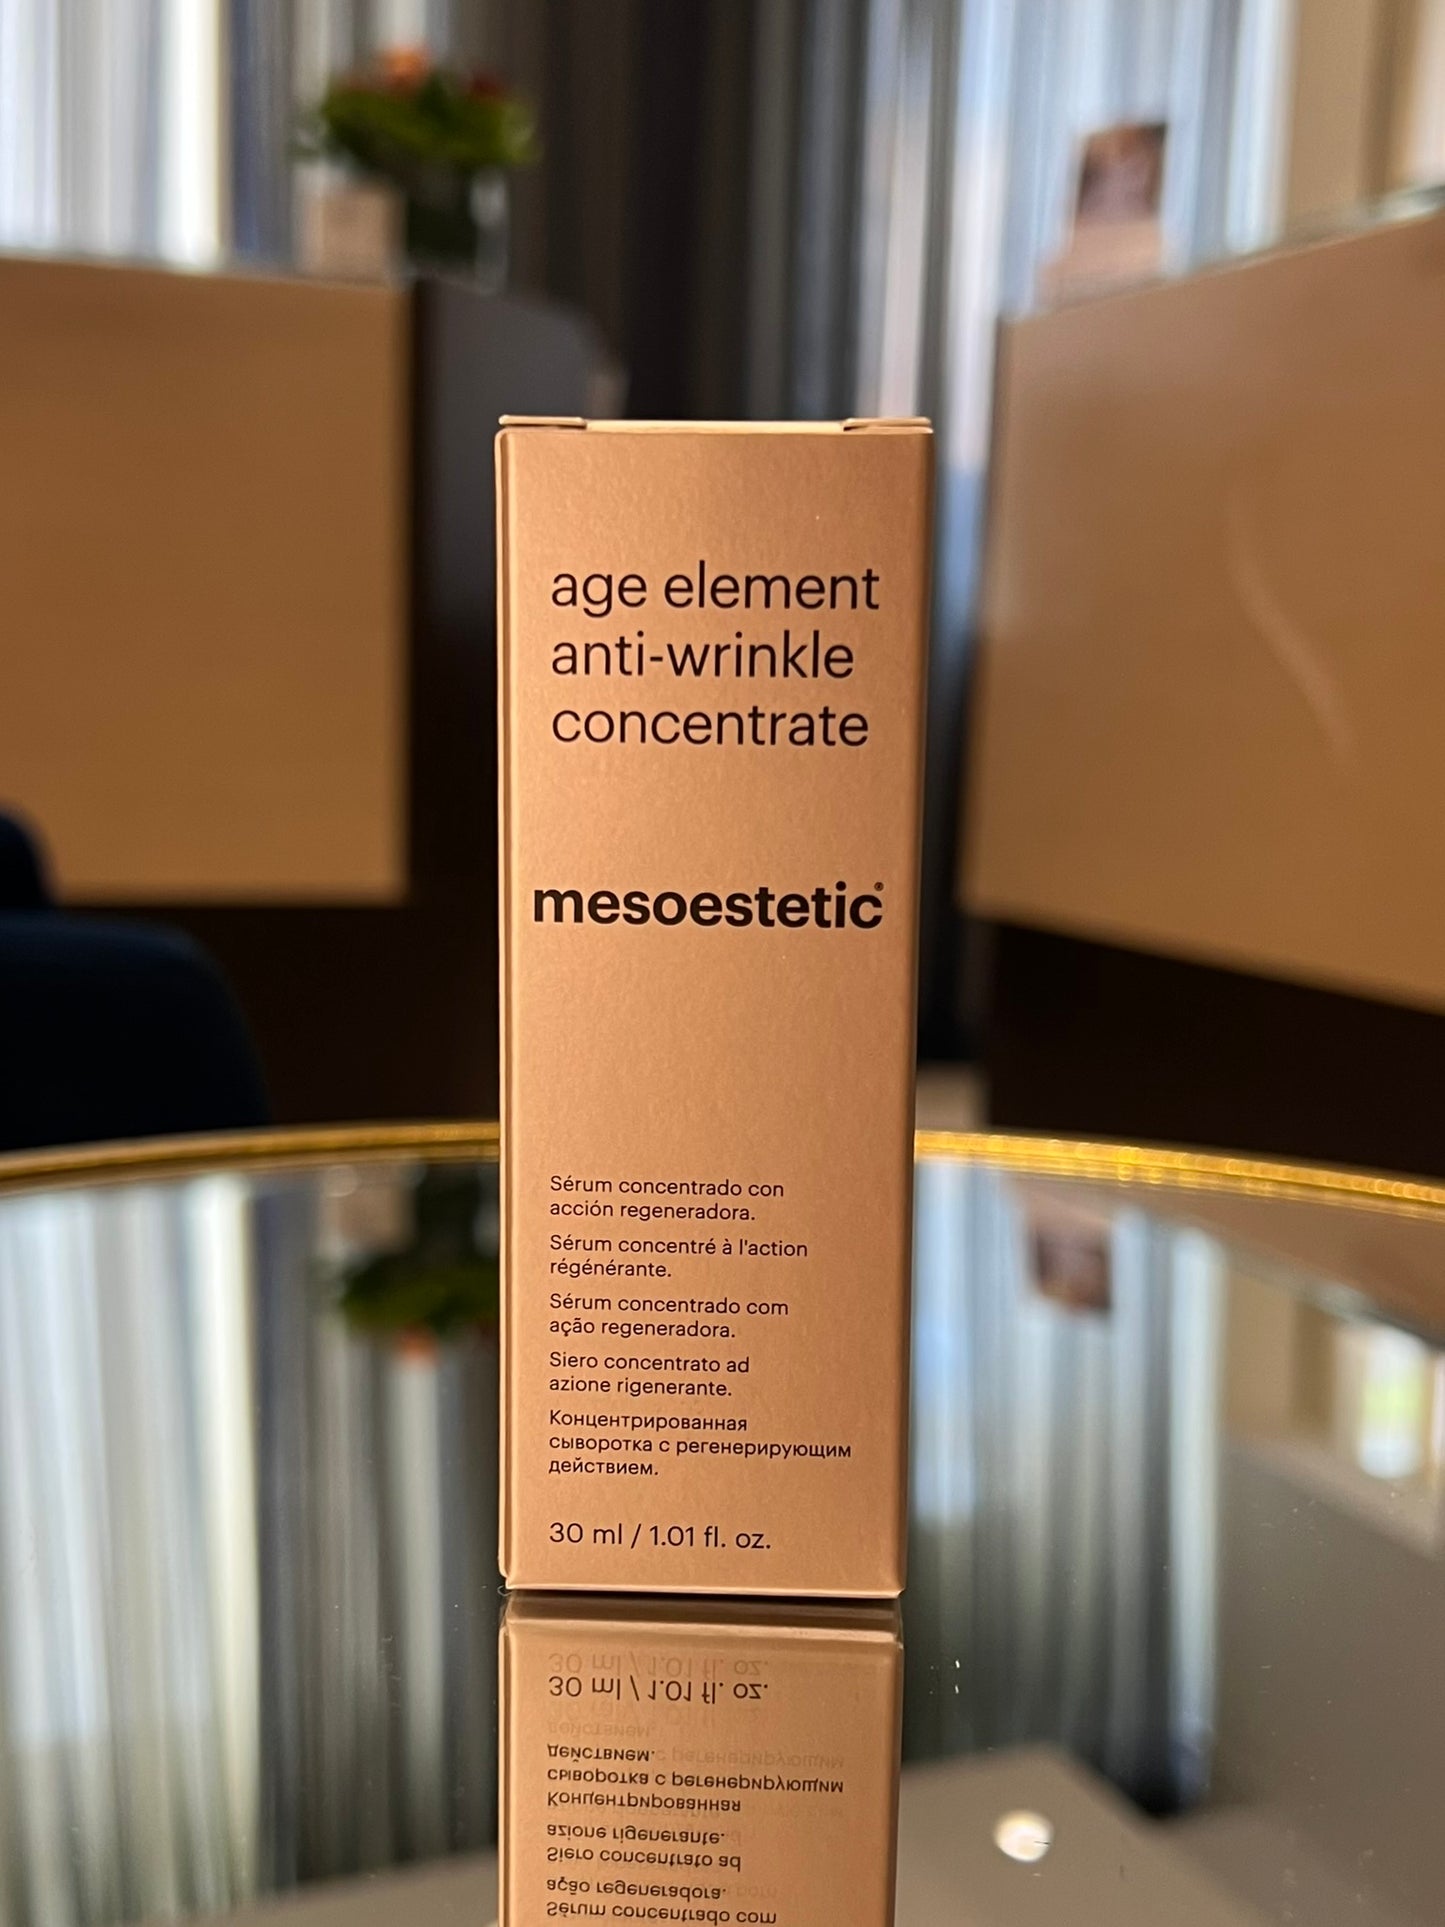 age element
anti-wrinkle
concentrate
mesoestetic®
Sérum concentrado con
acción regeneradora.
Sérum concentré à l'action
régénérante.
Sérum concentrado com
ação regeneradora.
Siero concentrato ad
azione rigenerante.
Концентрированная
сыворотка с регенерирующим
действием.
30 ml / 1.01 fl. oz.